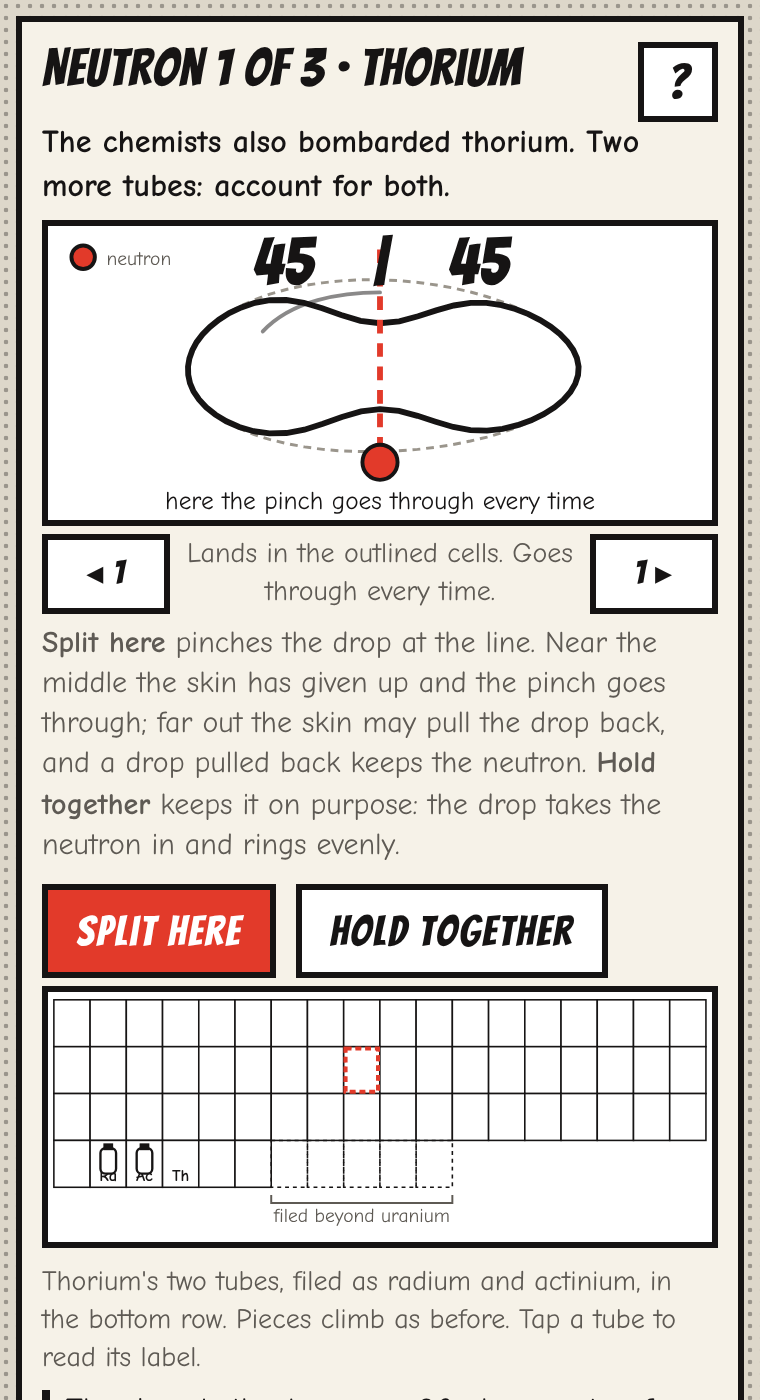 NEUTRON 1 OF 3 · THORIUM
?
The chemists also bombarded thorium. Two
more tubes: account for both.
neutron
45 / 45
here the pinch goes through every time
◀ 1
Lands in the outlined cells. Goes
through every time.
1 ▶
Split here pinches the drop at the line. Near the
middle the skin has given up and the pinch goes
through; far out the skin may pull the drop back,
and a drop pulled back keeps the neutron. Hold
together keeps it on purpose: the drop takes the
neutron in and rings evenly.
SPLIT HERE
HOLD TOGETHER
Ra Ac Th
filed beyond uranium
Thorium's two tubes, filed as radium and actinium, in
the bottom row. Pieces climb as before. Tap a tube to
read its label.